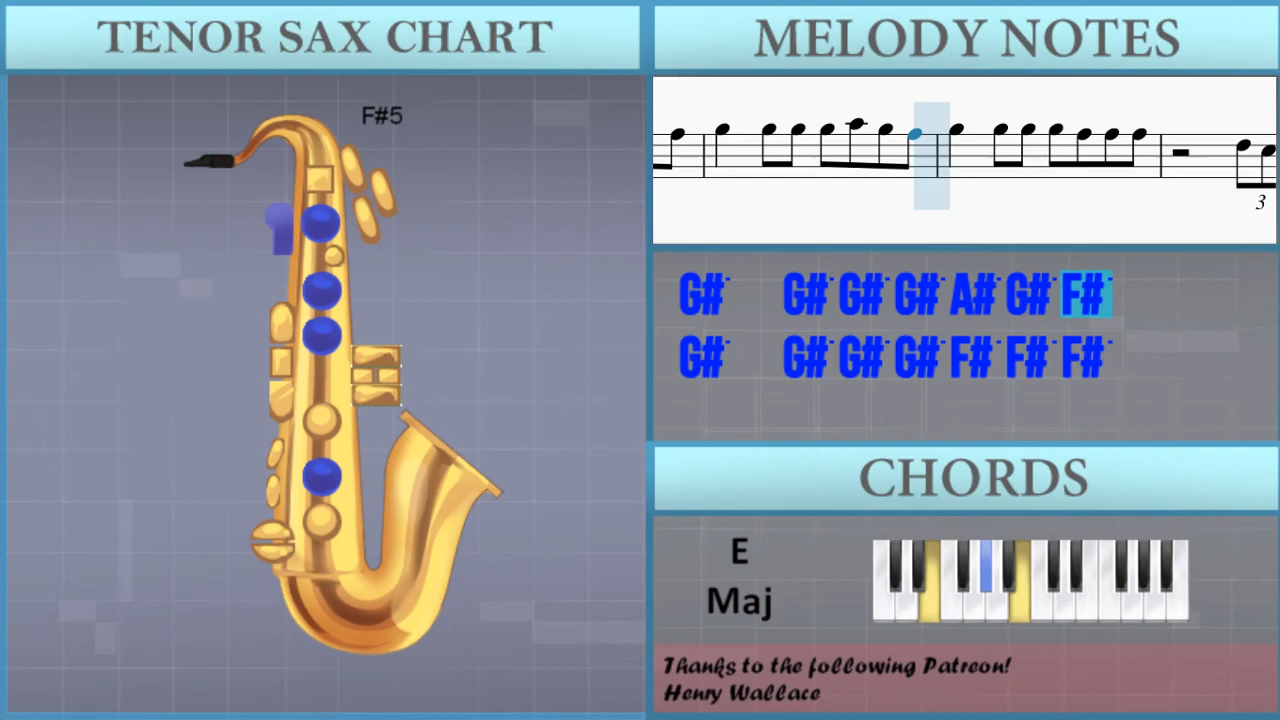 TENOR SAX CHART
F#5
MELODY NOTES
3
G#- G#- G#- G#- A#- G#- F#-
G#- G#- G#- G#- F#- F#- F#-
CHORDS
E
Maj
Thanks to the following Patreon!
Henry Wallace